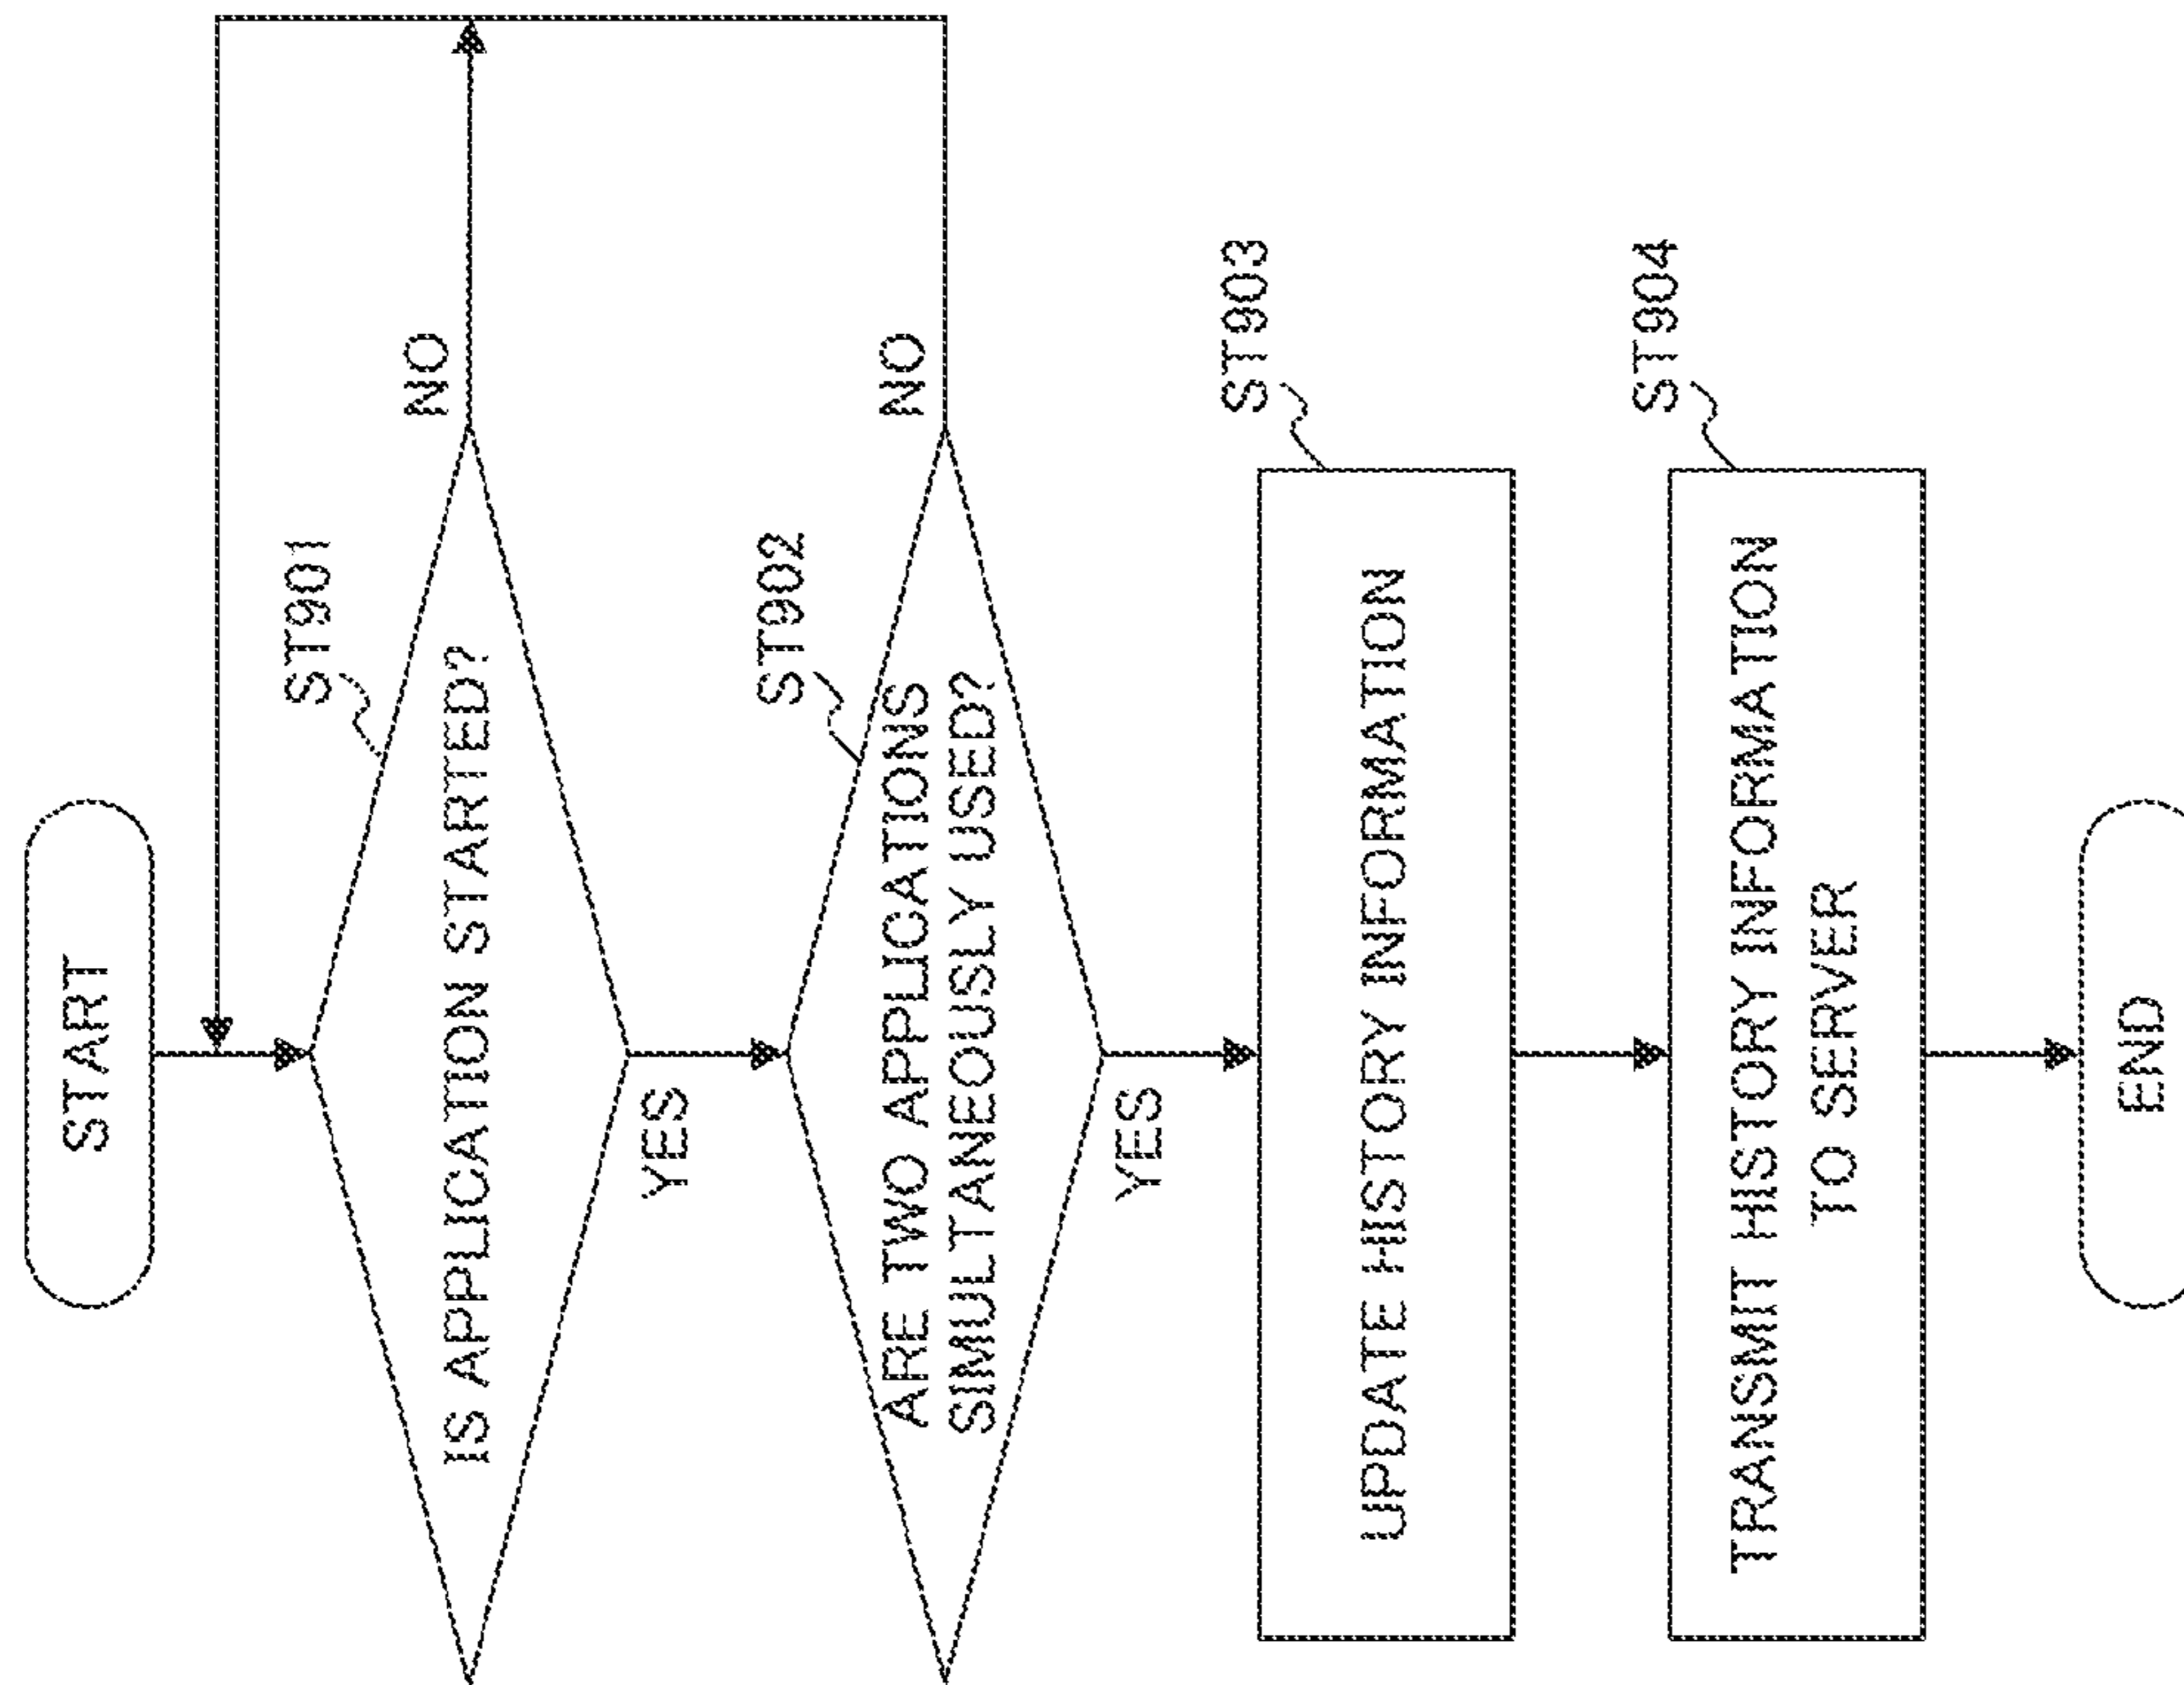 START
ST901
IS APPLICATION STARTED?
NO
YES
ST902
ARE TWO APPLICATIONS
SIMULTANEOUSLY USED?
NO
YES
ST903
UPDATE HISTORY INFORMATION
ST904
TRANSMIT HISTORY INFORMATION
TO SERVER
END